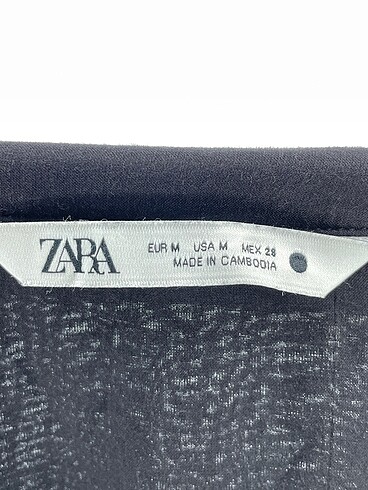 ZARA
EUR M USA M MEX 28
MADE IN CAMBODIA